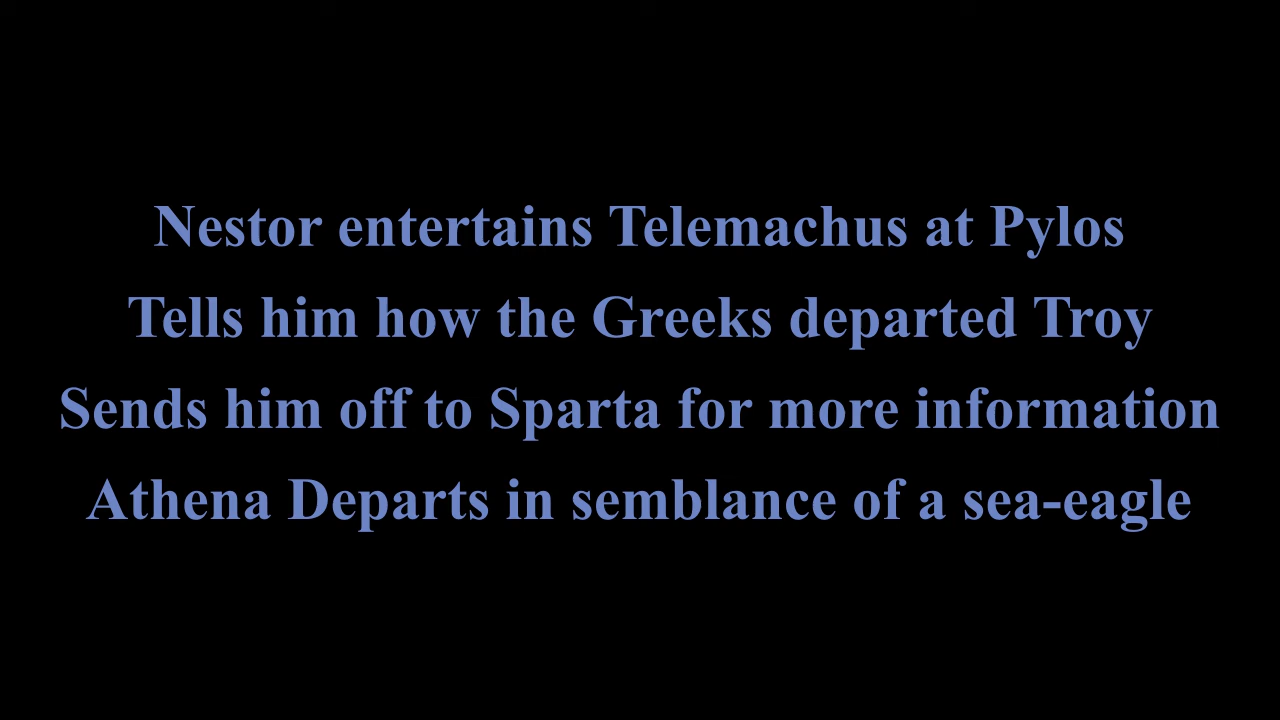 Nestor entertains Telemachus at Pylos
Tells him how the Greeks departed Troy
Sends him off to Sparta for more information
Athena Departs in semblance of a sea-eagle